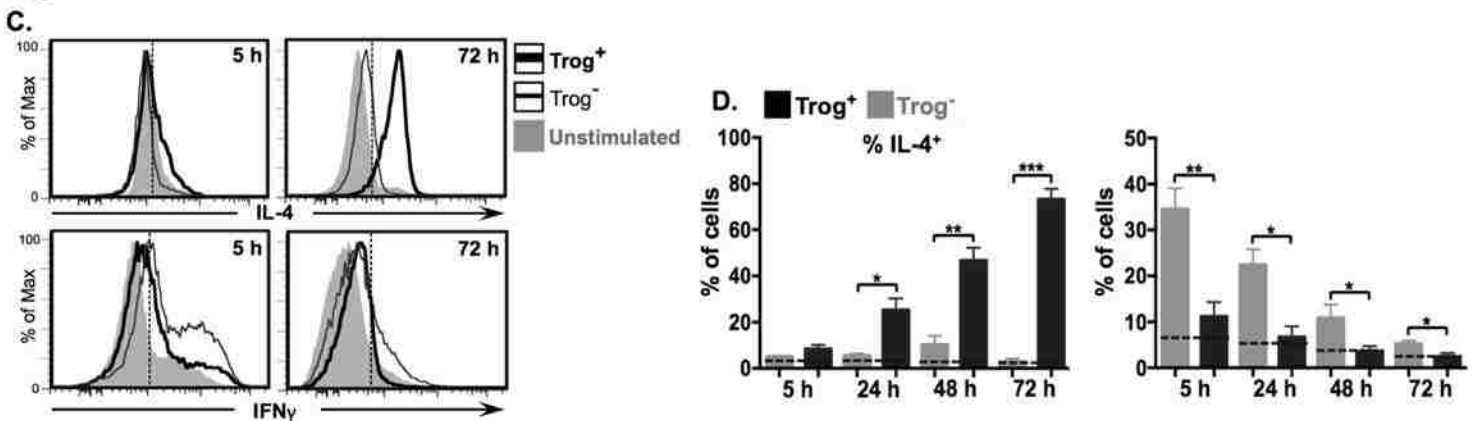 C.
100
5 h
72 h
% of Max
0
IL-4
Trog+
Trog-
Unstimulated
100
5 h
72 h
% of Max
0
IFNγ
D.
Trog+
Trog-
% IL-4+
% of cells
100
80
60
40
20
0
*
**
***
5 h 24 h 48 h 72 h
% of cells
50
40
30
20
10
0
**
*
*
*
5 h 24 h 48 h 72 h